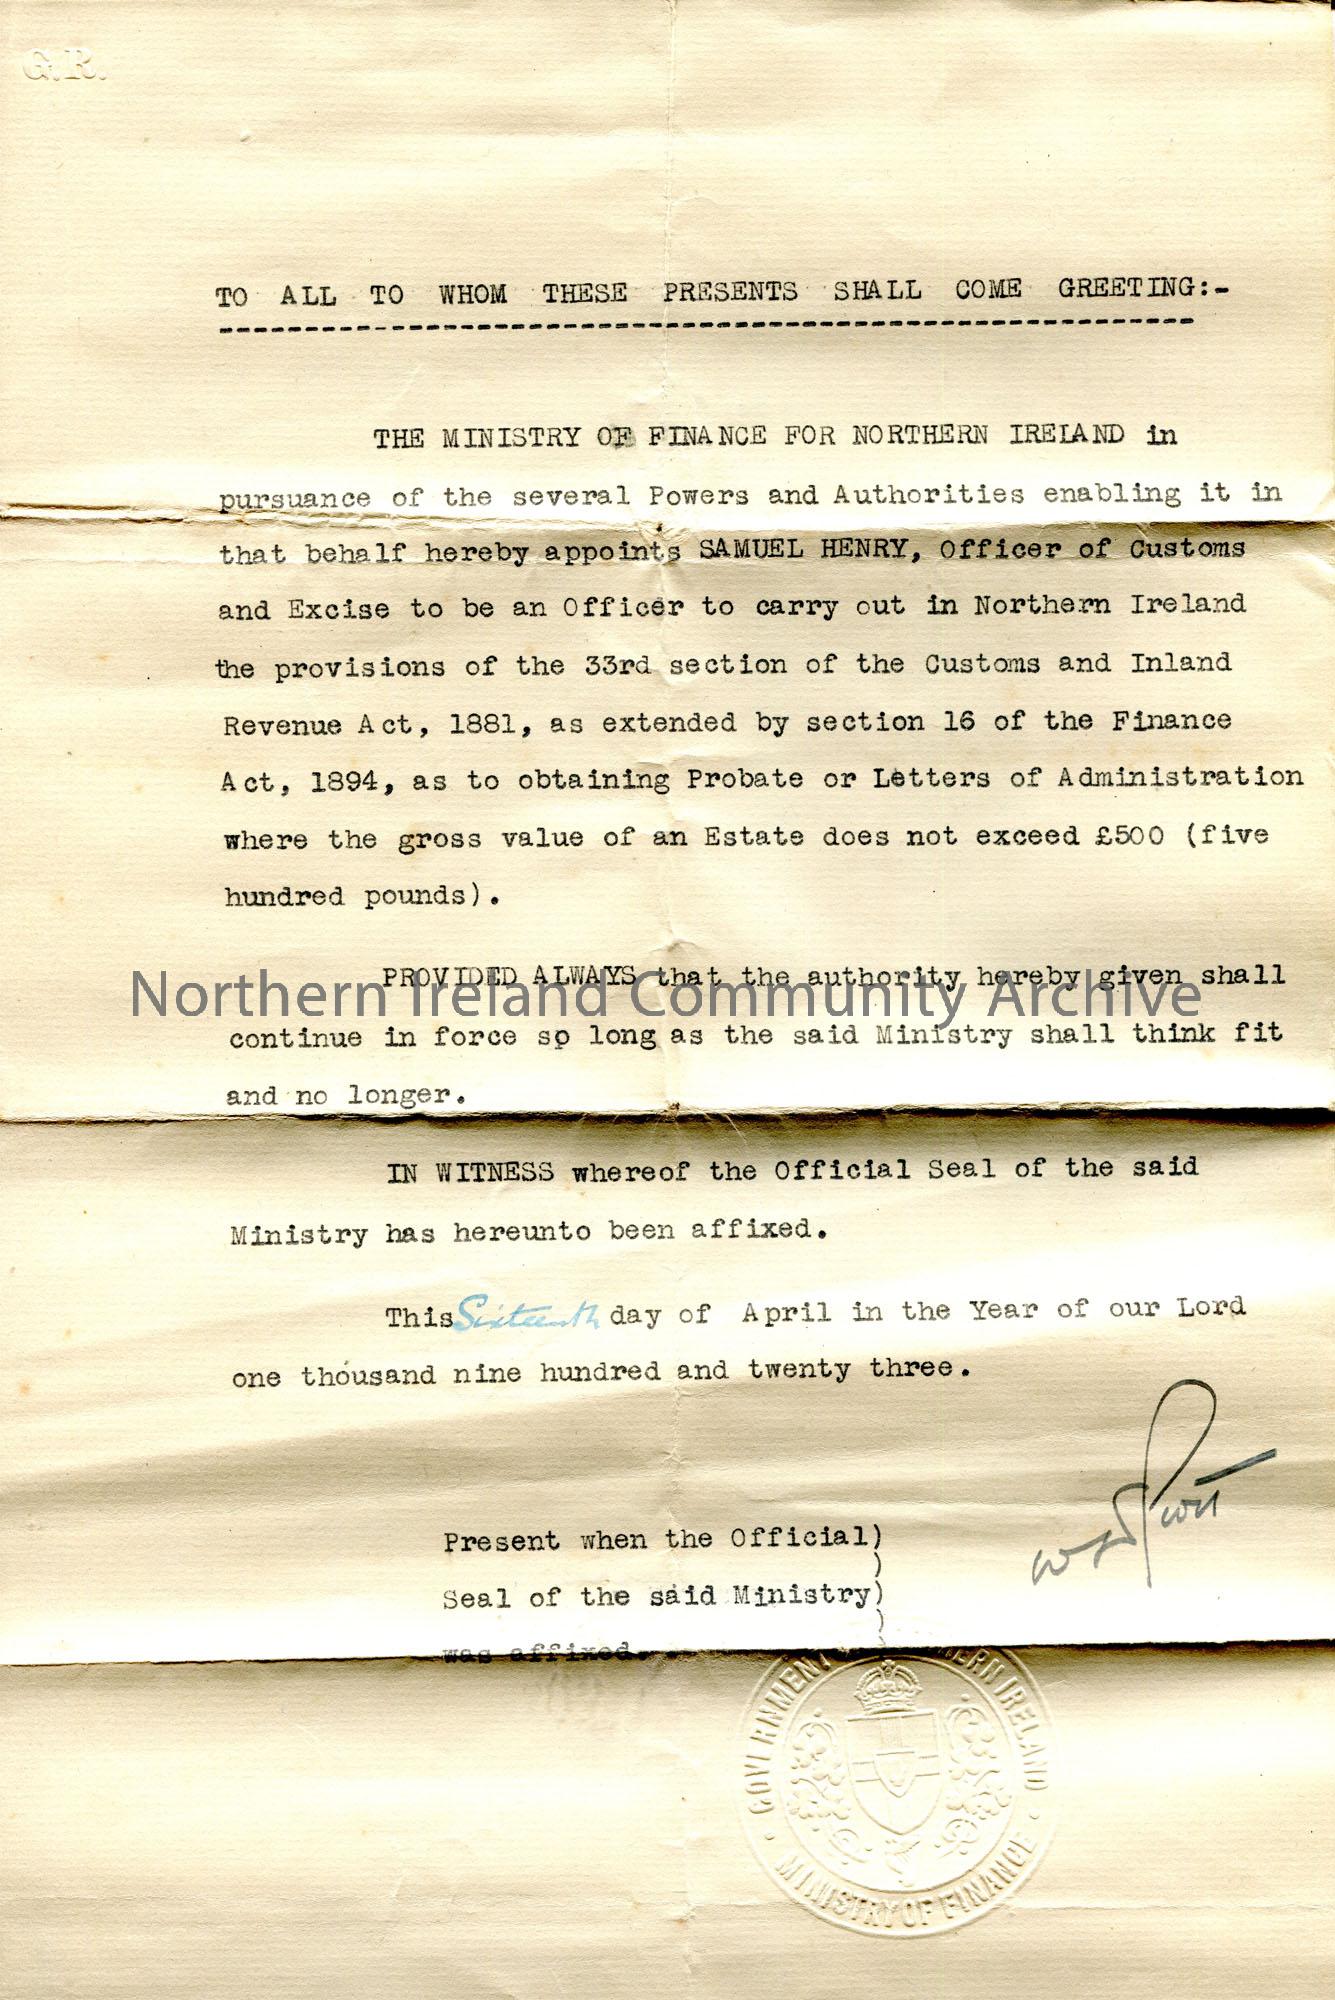 G.R.
TO ALL TO WHOM THESE PRESENTS SHALL COME GREETING:-
THE MINISTRY OF FINANCE FOR NORTHERN IRELAND in
pursuance of the several Powers and Authorities enabling it in
that behalf hereby appoints SAMUEL HENRY, Officer of Customs
and Excise to be an Officer to carry out in Northern Ireland
the provisions of the 33rd section of the Customs and Inland
Revenue Act, 1881, as extended by section 16 of the Finance
Act, 1894, as to obtaining Probate or Letters of Administration
where the gross value of an Estate does not exceed £500 (five
hundred pounds).
PROVIDED ALWAYS that the authority hereby given shall
Northern Ireland Community Archive
continue in force so long as the said Ministry shall think fit
and no longer.
IN WITNESS whereof the Official Seal of the said
Ministry has hereunto been affixed.
This Sixteenth day of April in the Year of our Lord
one thousand nine hundred and twenty three.
Present when the Official)
)
Seal of the said Ministry)
)
was affixed.
GOVERNMENT NORTHERN IRELAND
MINISTRY OF FINANCE